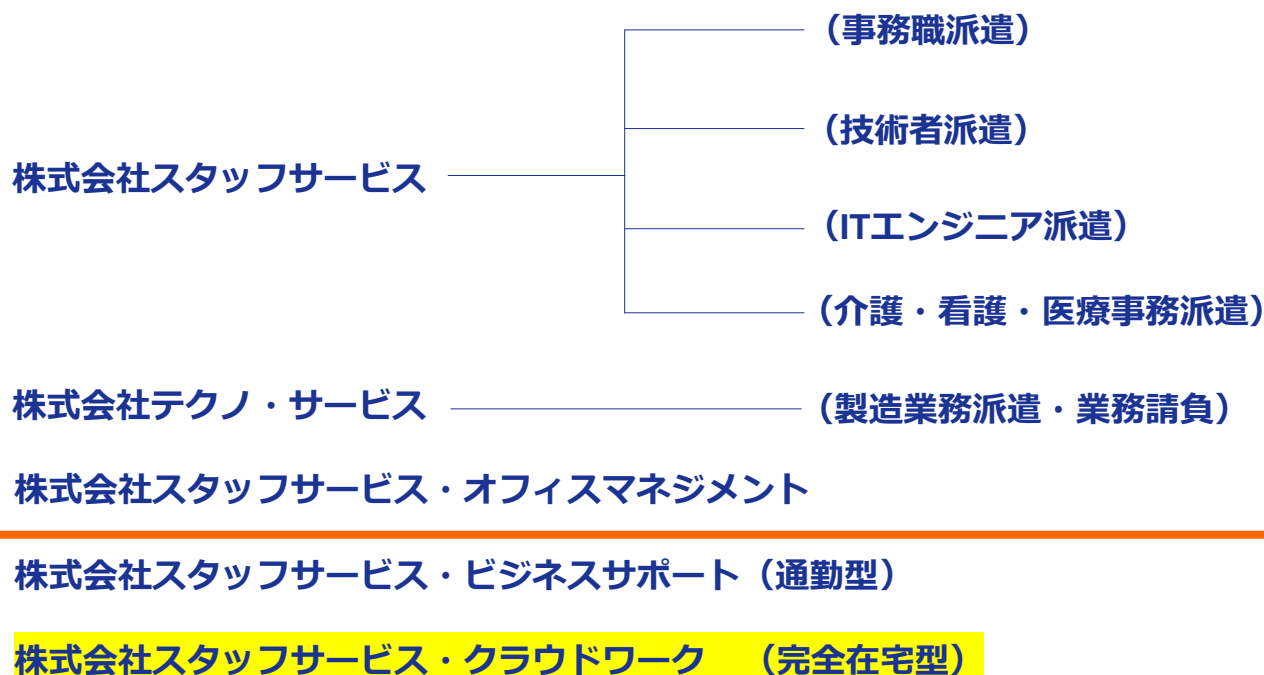 (事務職派遣)
(技術者派遣)
株式会社スタッフサービス
(ITエンジニア派遣)
(介護・看護・医療事務派遣)
株式会社テクノ・サービス (製造業務派遣・業務請負)
株式会社スタッフサービス・オフィスマネジメント
株式会社スタッフサービス・ビジネスサポート(通勤型)
株式会社スタッフサービス・クラウドワーク (完全在宅型)